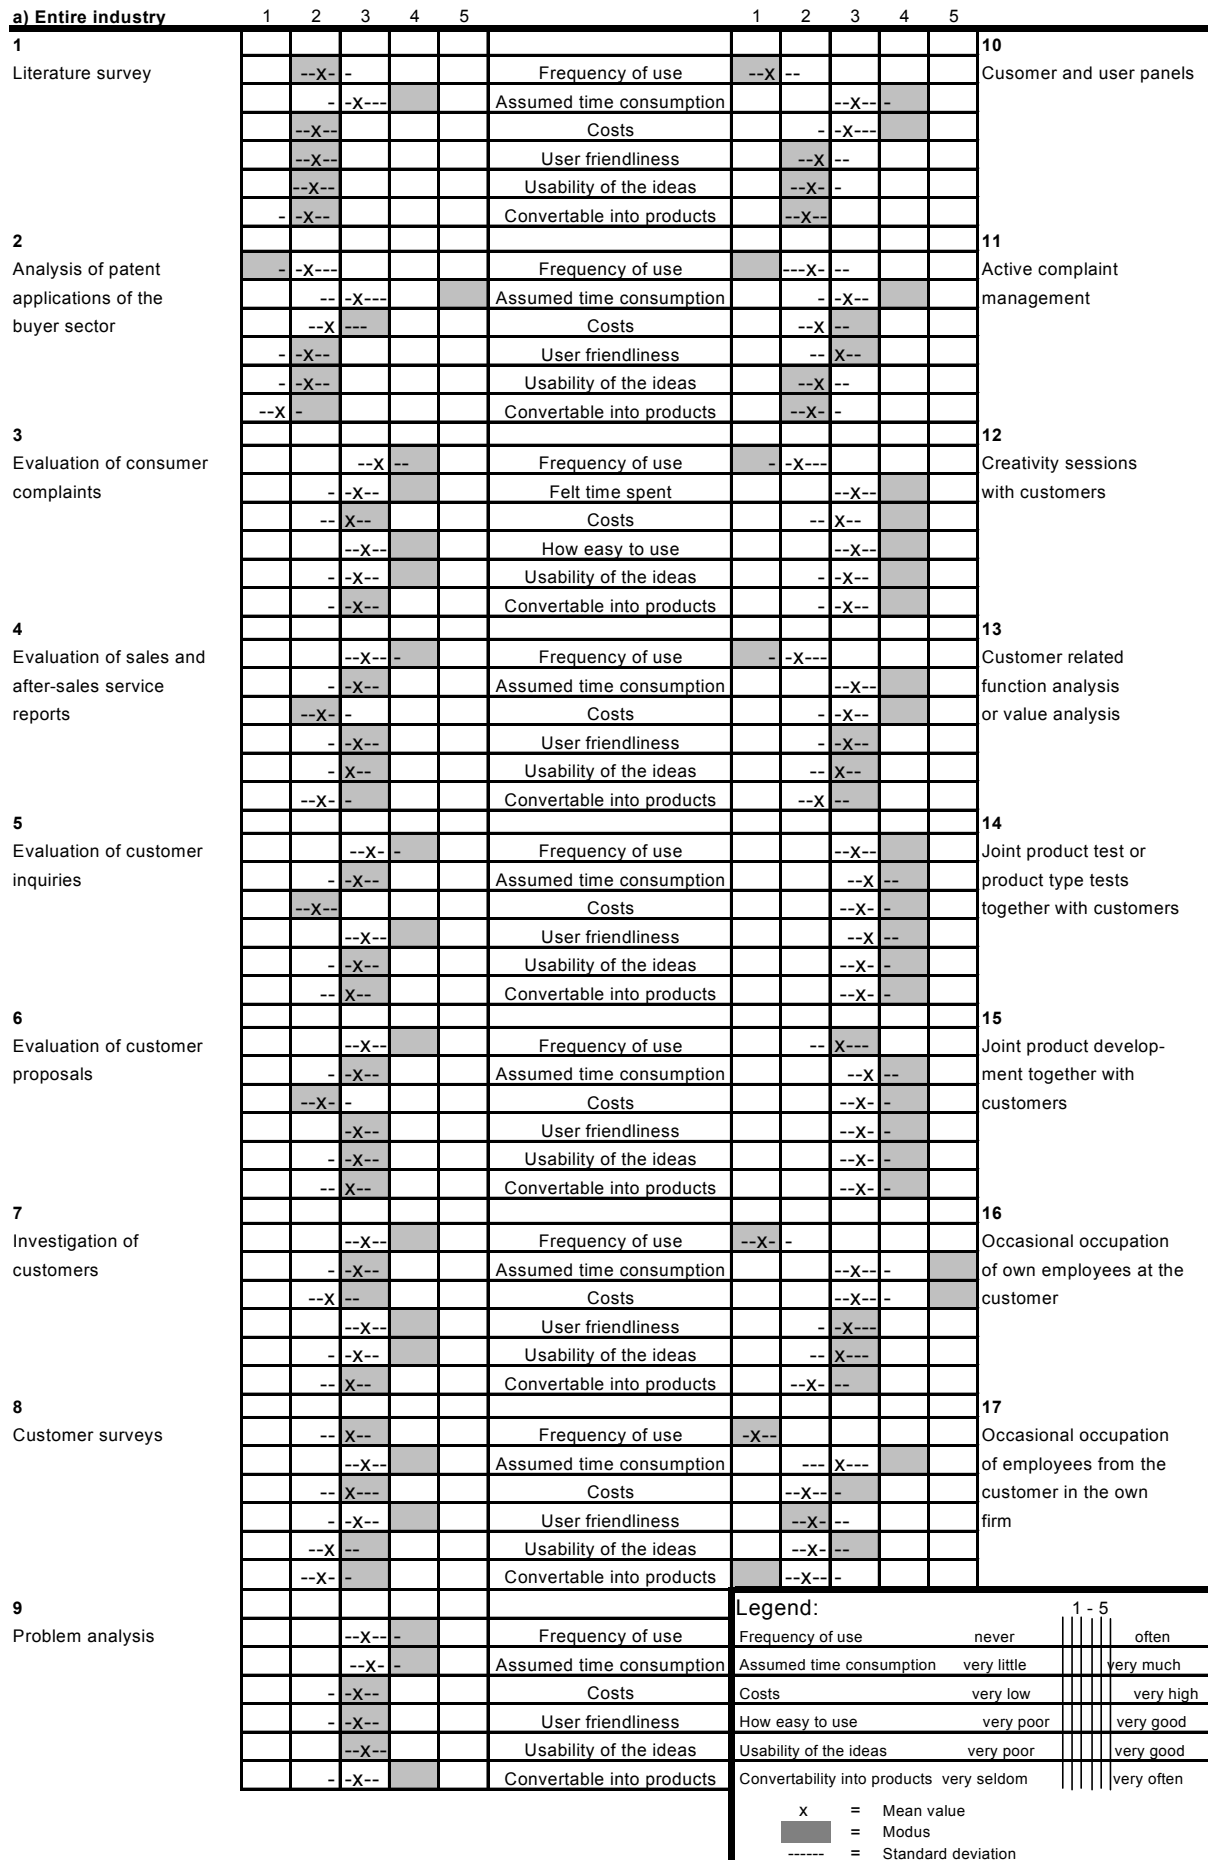 a) Entire industry 1 2 3 4 5 1 2 3 4 5
1 10
Literature survey --x- - Frequency of use --x -- Cusomer and user panels
- -x--- Assumed time consumption --x-- -
--x-- Costs - -x---
--x-- User friendliness --x --
--x-- Usability of the ideas --x- -
- -x-- Convertable into products --x--
2 11
Analysis of patent - -x--- Frequency of use ---x- -- Active complaint
applications of the -- -x--- Assumed time consumption - -x-- management
buyer sector --x --- Costs --x --
- -x-- User friendliness -- x--
- -x-- Usability of the ideas --x --
--x - Convertable into products --x- -
3 12
Evaluation of consumer --x -- Frequency of use - -x--- Creativity sessions
complaints - -x-- Felt time spent --x-- with customers
-- x-- Costs -- x--
--x-- How easy to use --x--
- -x-- Usability of the ideas - -x--
- -x-- Convertable into products - -x--
4 13
Evaluation of sales and --x-- - Frequency of use - -x--- Customer related
after-sales service - -x-- Assumed time consumption --x-- function analysis
reports --x- - Costs - -x-- or value analysis
- -x-- User friendliness - -x--
- x-- Usability of the ideas -- x--
--x- - Convertable into products --x --
5 14
Evaluation of customer --x- - Frequency of use --x-- Joint product test or
inquiries - -x-- Assumed time consumption --x -- product type tests
--x-- Costs --x- - together with customers
--x-- User friendliness --x --
- -x-- Usability of the ideas --x- -
-- x-- Convertable into products --x- -
6 15
Evaluation of customer --x-- Frequency of use -- x--- Joint product develop-
proposals - -x-- Assumed time consumption --x -- ment together with
--x- - Costs --x- - customers
-x-- User friendliness --x- -
- -x-- Usability of the ideas --x- -
-- x-- Convertable into products --x- -
7 16
Investigation of --x-- Frequency of use --x- - Occasional occupation
customers - -x-- Assumed time consumption --x-- - of own employees at the
--x -- Costs --x-- - customer
--x-- User friendliness - -x---
- -x-- Usability of the ideas -- x---
-- x-- Convertable into products --x- --
8 17
Customer surveys -- x-- Frequency of use -x-- Occasional occupation
--x-- Assumed time consumption --- x--- of employees from the
-- x--- Costs --x-- - customer in the own
- -x-- User friendliness --x- -- firm
--x -- Usability of the ideas --x- --
--x- - Convertable into products --x-- -
9
Problem analysis --x-- - Frequency of use
--x- - Assumed time consumption
- -x-- Costs
- -x-- User friendliness
--x-- Usability of the ideas
- -x-- Convertable into products
Legend: 1 - 5
Frequency of use never often
Assumed time consumption very little very much
Costs very low very high
How easy to use very poor very good
Usability of the ideas very poor very good
Convertability into products very seldom very often
x = Mean value
= Modus
------ = Standard deviation